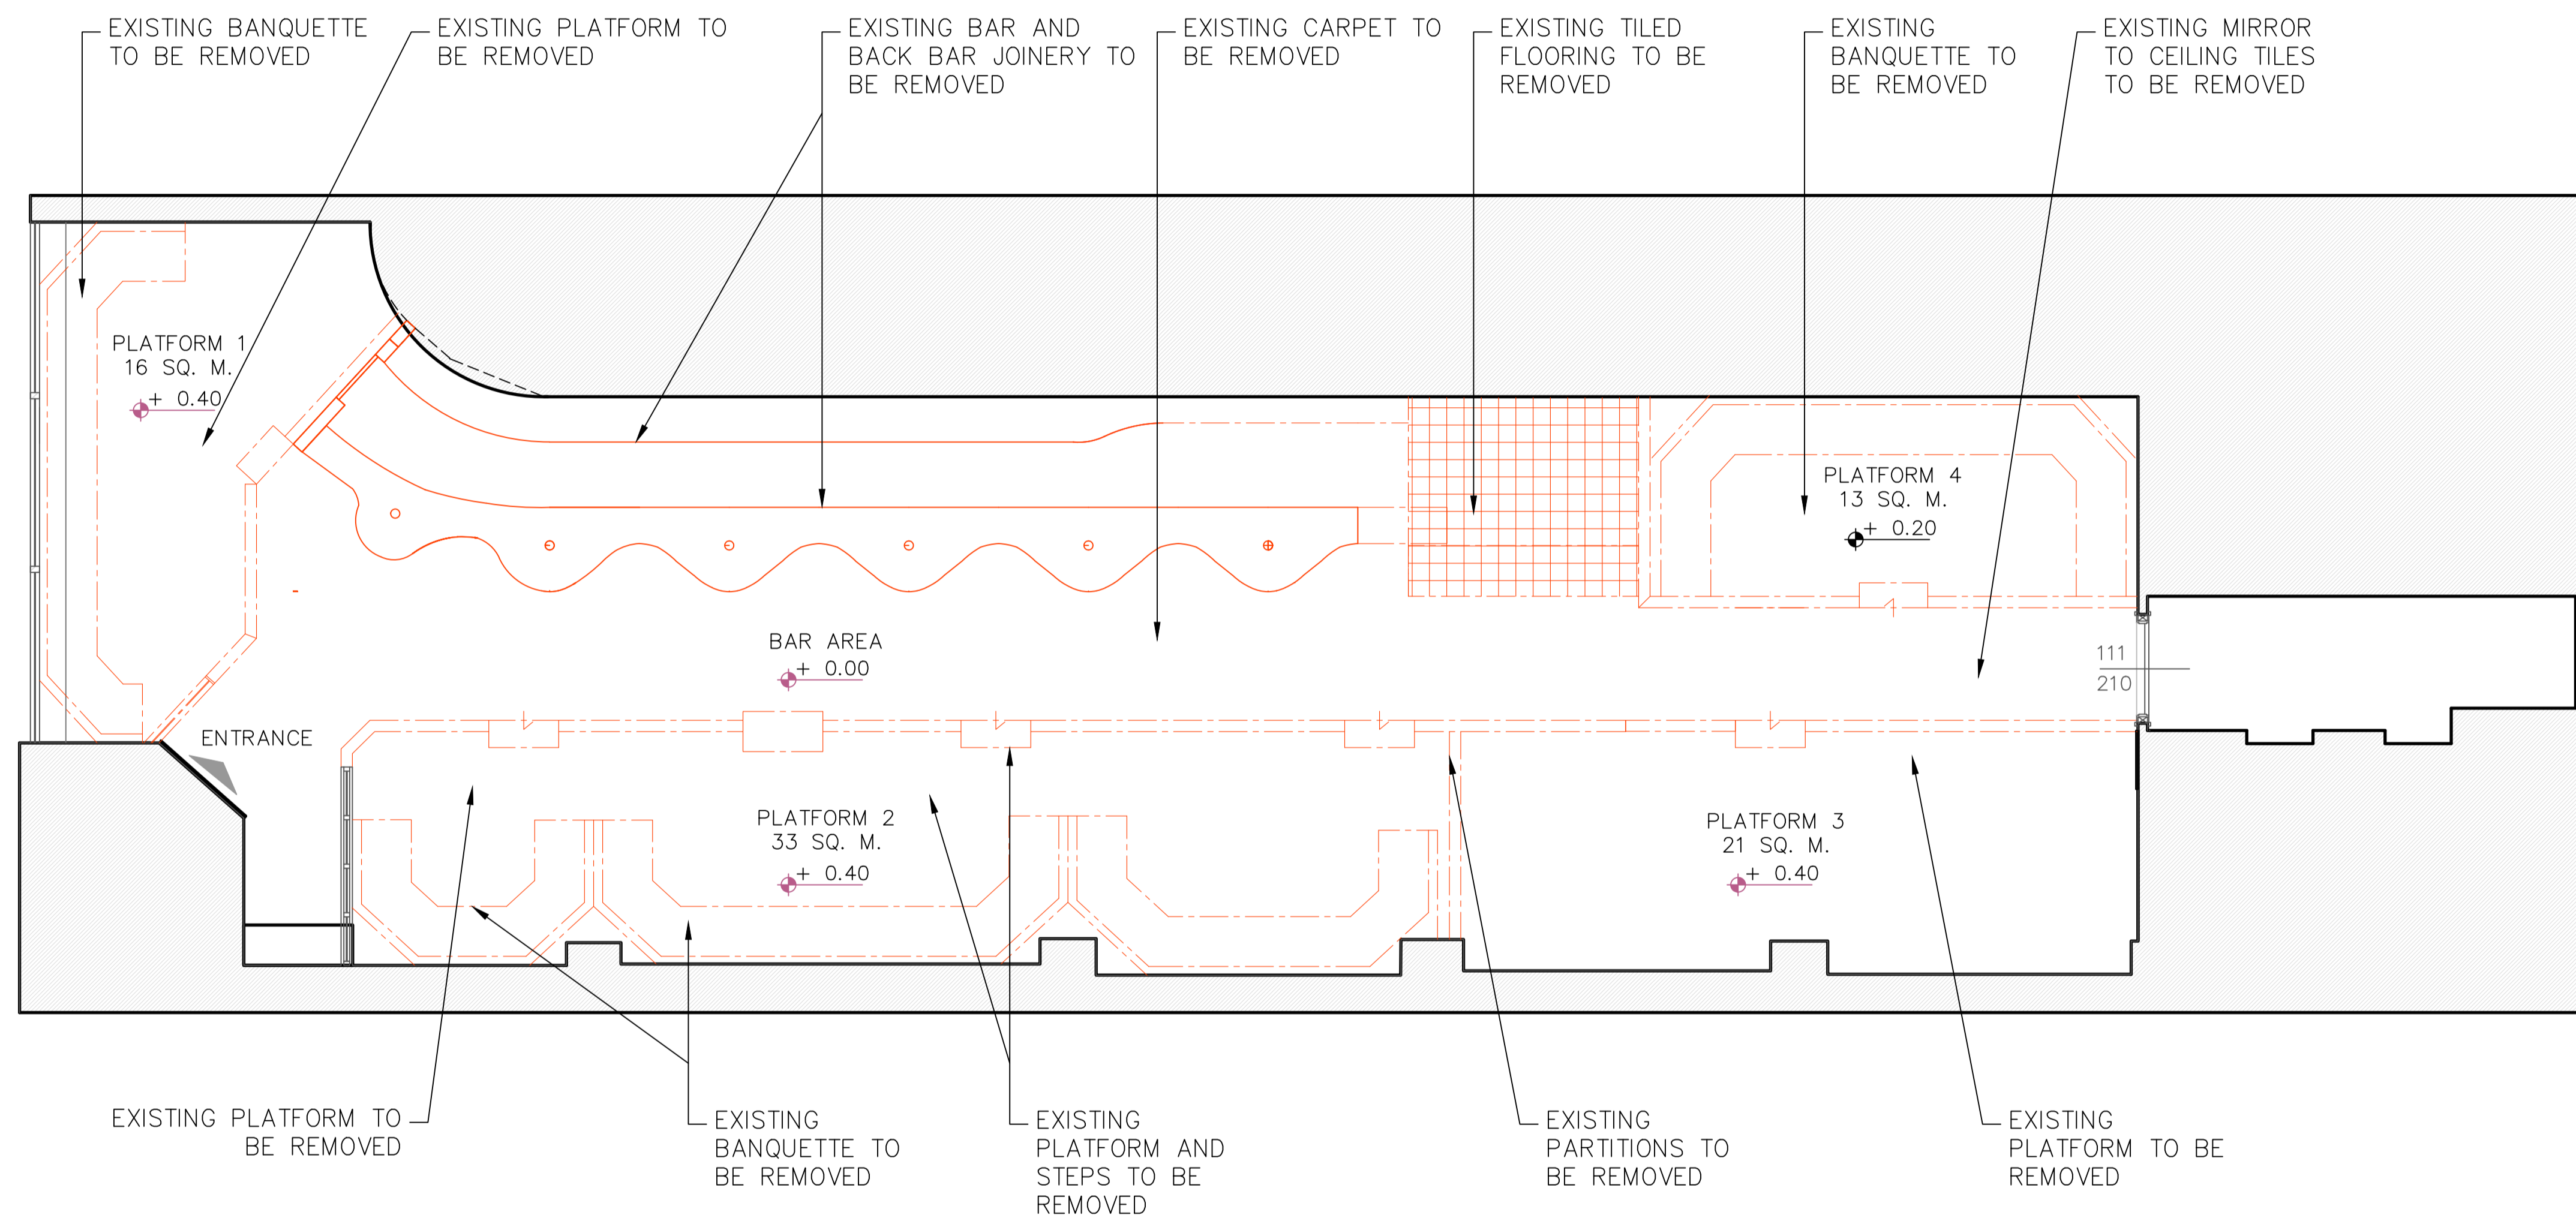 EXISTING BANQUETTE
TO BE REMOVED
EXISTING PLATFORM TO
BE REMOVED
EXISTING BAR AND
BACK BAR JOINERY TO
BE REMOVED
EXISTING CARPET TO
BE REMOVED
EXISTING TILED
FLOORING TO BE
REMOVED
EXISTING
BANQUETTE TO
BE REMOVED
EXISTING MIRROR
TO CEILING TILES
TO BE REMOVED
PLATFORM 1
16 SQ. M.
+ 0.40
PLATFORM 4
13 SQ. M.
+ 0.20
BAR AREA
+ 0.00
111
210
ENTRANCE
PLATFORM 2
33 SQ. M.
+ 0.40
PLATFORM 3
21 SQ. M.
+ 0.40
EXISTING PLATFORM TO
BE REMOVED
EXISTING
BANQUETTE TO
BE REMOVED
EXISTING
PLATFORM AND
STEPS TO BE
REMOVED
EXISTING
PARTITIONS TO
BE REMOVED
EXISTING
PLATFORM TO BE
REMOVED